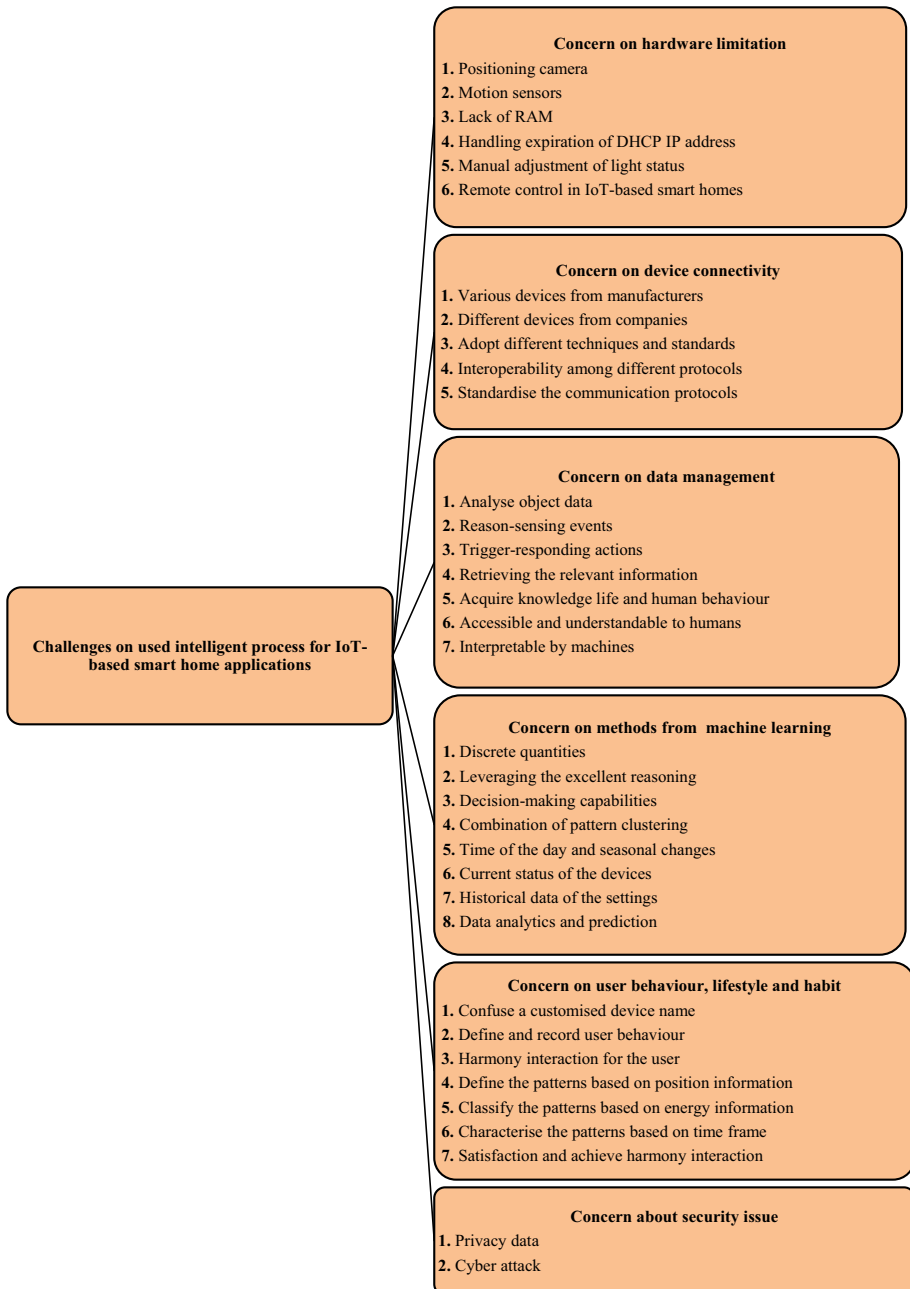 Concern on hardware limitation
1. Positioning camera
2. Motion sensors
3. Lack of RAM
4. Handling expiration of DHCP IP address
5. Manual adjustment of light status
6. Remote control in IoT-based smart homes
Concern on device connectivity
1. Various devices from manufacturers
2. Different devices from companies
3. Adopt different techniques and standards
4. Interoperability among different protocols
5. Standardise the communication protocols
Concern on data management
1. Analyse object data
2. Reason-sensing events
3. Trigger-responding actions
4. Retrieving the relevant information
5. Acquire knowledge life and human behaviour
6. Accessible and understandable to humans
7. Interpretable by machines
Challenges on used intelligent process for IoT-
based smart home applications
Concern on methods from machine learning
1. Discrete quantities
2. Leveraging the excellent reasoning
3. Decision-making capabilities
4. Combination of pattern clustering
5. Time of the day and seasonal changes
6. Current status of the devices
7. Historical data of the settings
8. Data analytics and prediction
Concern on user behaviour, lifestyle and habit
1. Confuse a customised device name
2. Define and record user behaviour
3. Harmony interaction for the user
4. Define the patterns based on position information
5. Classify the patterns based on energy information
6. Characterise the patterns based on time frame
7. Satisfaction and achieve harmony interaction
Concern about security issue
1. Privacy data
2. Cyber attack